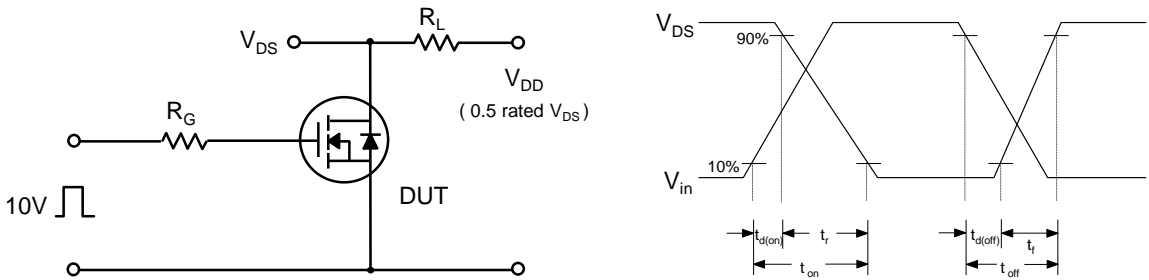 V_DS
R_L
V_DD
( 0.5 rated V_DS )
R_G
DUT
10V
V_DS
90%
10%
V_in
t_d(on)
t_r
t_on
t_d(off)
t_f
t_off